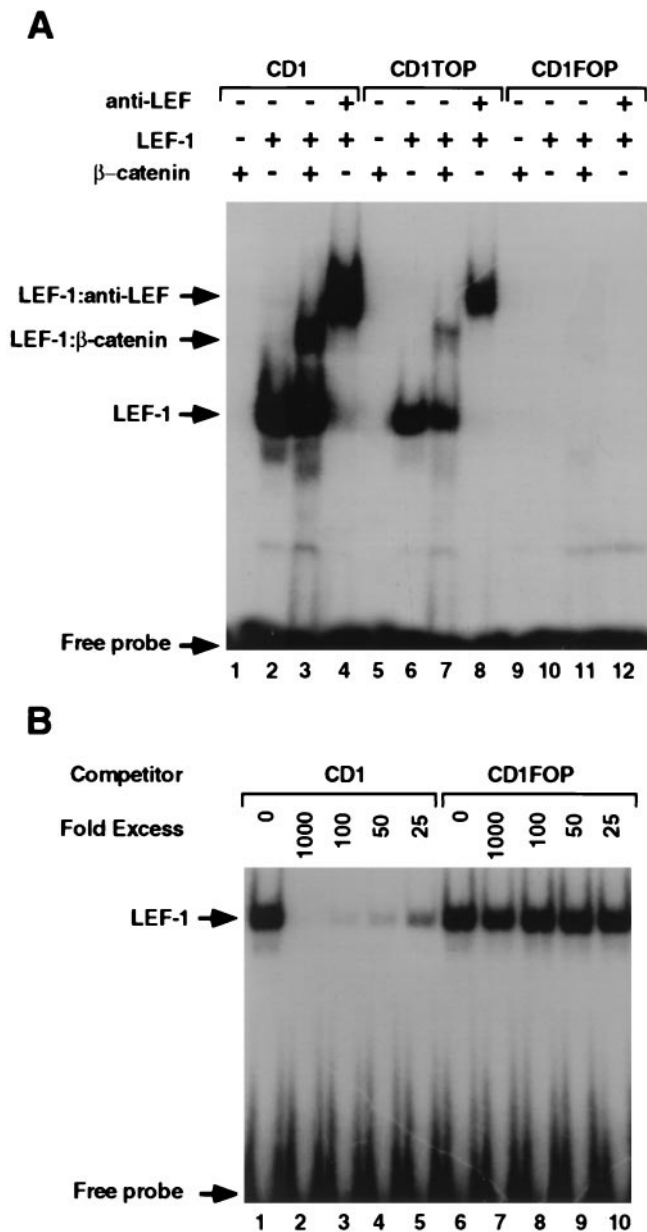 A
CD1 CD1TOP CD1FOP
anti-LEF - - - + - - - + - - - +
LEF-1 - + + + - + + + - + + +
β-catenin + - + - + - + - + - + -
LEF-1:anti-LEF
LEF-1:β-catenin
LEF-1
Free probe
1 2 3 4 5 6 7 8 9 10 11 12
B
Competitor CD1 CD1FOP
Fold Excess 0 1000 100 50 25 0 1000 100 50 25
LEF-1
Free probe
1 2 3 4 5 6 7 8 9 10